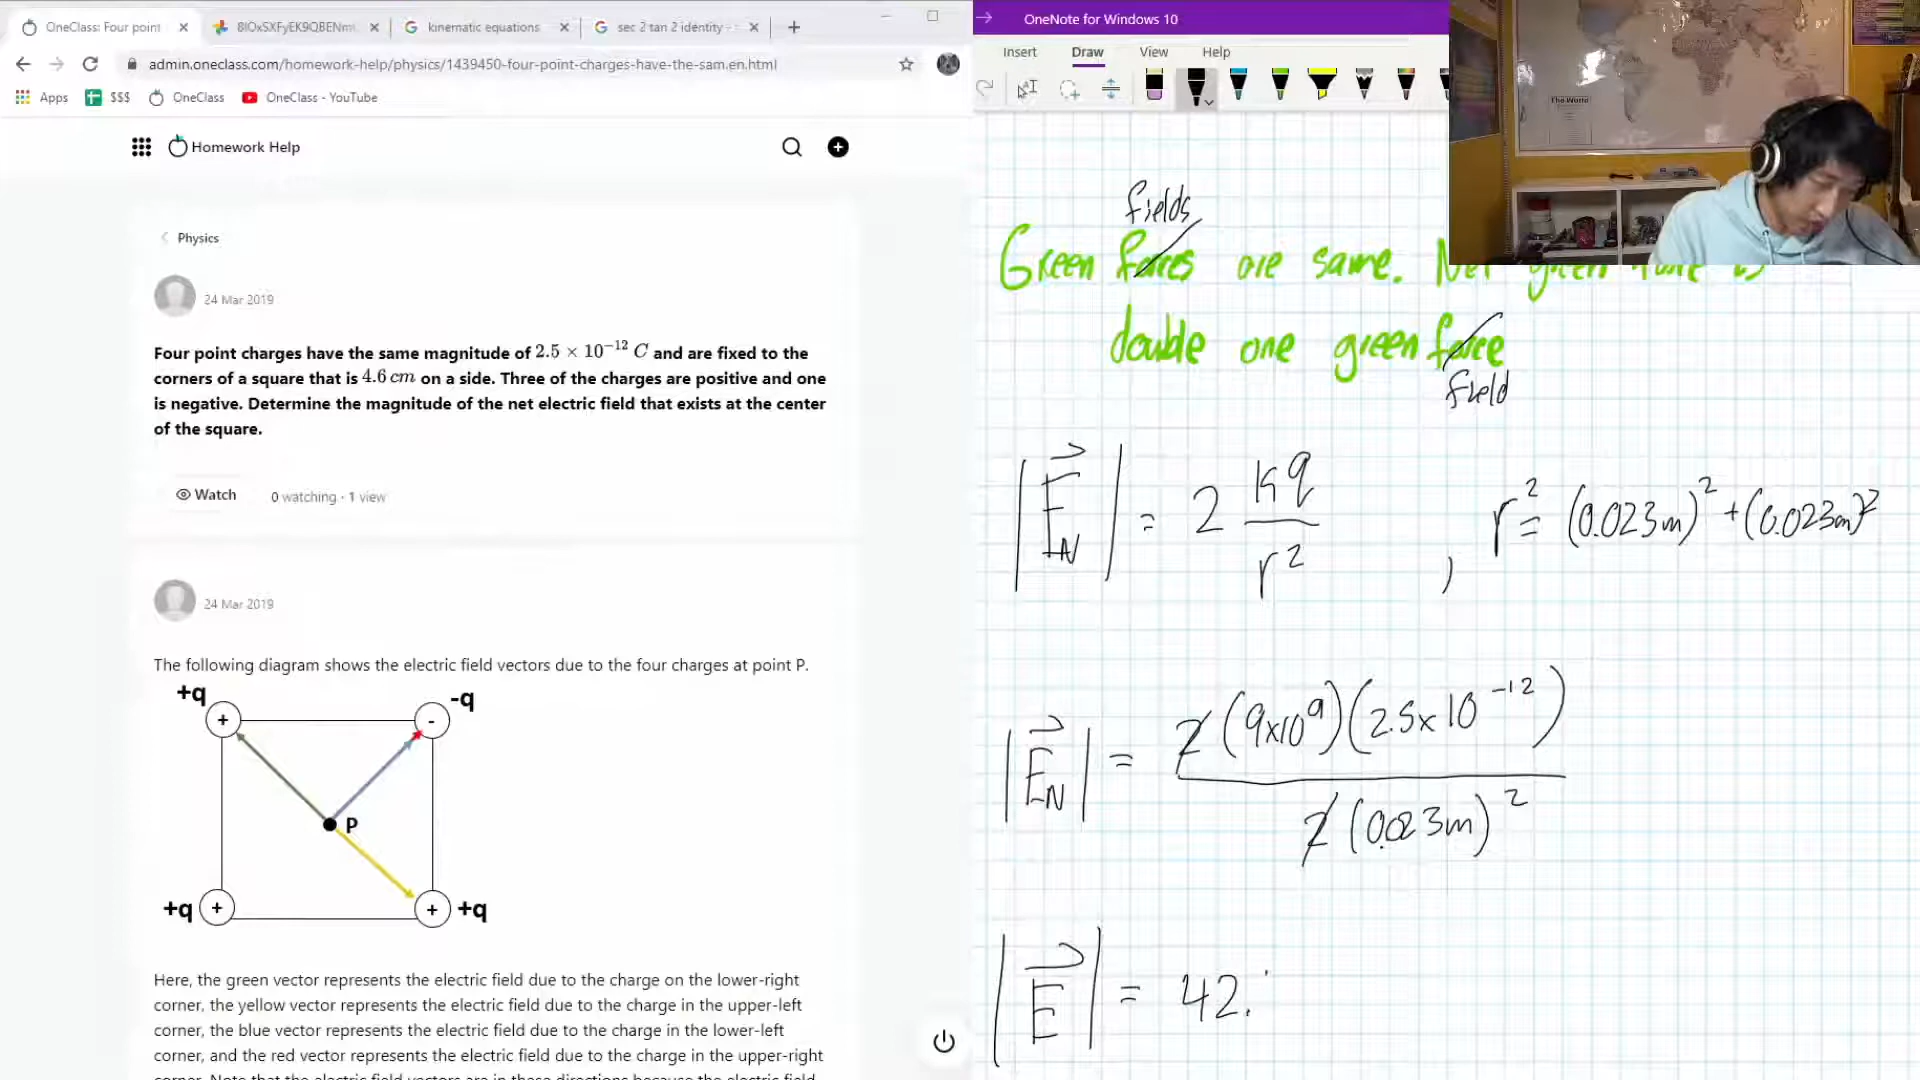 OneClass: Four point
kinematic equations
sec 2 tan 2 identity -
admin.oneclass.com/homework-help/physics/1439450-four-point-charges-have-the-sam.en.html
Apps
$$$
OneClass
OneClass - YouTube
Homework Help
Physics
24 Mar 2019
Four point charges have the same magnitude of 2.5 × 10⁻¹² C and are fixed to the
corners of a square that is 4.6 cm on a side. Three of the charges are positive and one
is negative. Determine the magnitude of the net electric field that exists at the center
of the square.
Watch
0 watching · 1 view
24 Mar 2019
The following diagram shows the electric field vectors due to the four charges at point P.
+q
+
-
-q
P
+q
+
+
+q
Here, the green vector represents the electric field due to the charge on the lower-right
corner, the yellow vector represents the electric field due to the charge in the upper-left
corner, the blue vector represents the electric field due to the charge in the lower-left
corner, and the red vector represents the electric field due to the charge in the upper-right
OneNote for Windows 10
Insert
Draw
View
Help
The World
fields
Green forces are same. Net green
double one green force
field
|E_N| = 2 kq / r² , r² = (0.023m)² + (0.023m)²
|E_N| = 2(9x10⁹)(2.5x10⁻¹²) / 2(0.023m)²
|E| = 42.